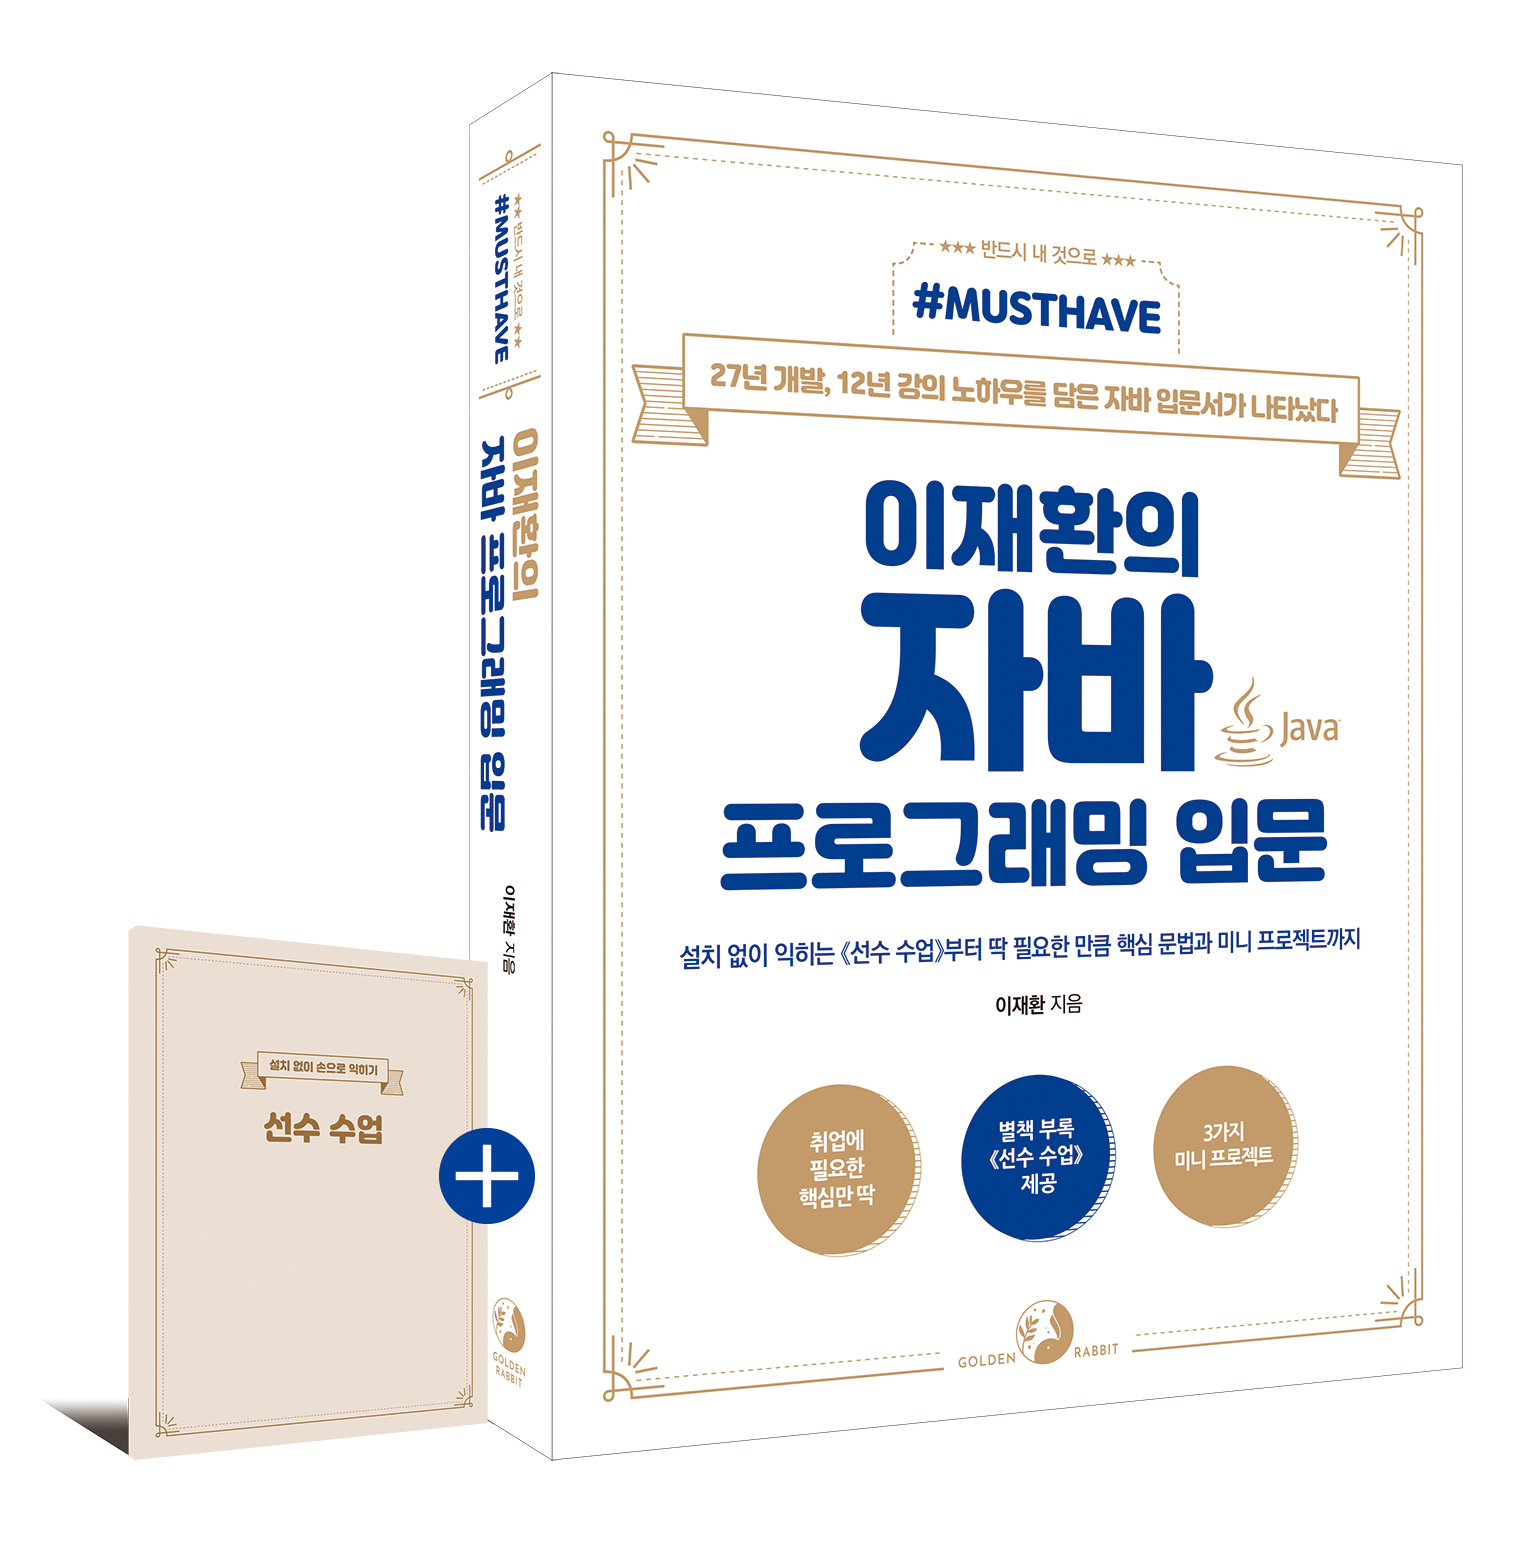 ★★ 반드시 내 것으로 ★★
#MUSTHAVE
이재환의
자바 프로그래밍 입문
이재환 지음
GOLDEN
RABBIT
★★★ 반드시 내 것으로 ★★★
#MUSTHAVE
27년 개발, 12년 강의 노하우를 담은 자바 입문서가 나타났다
이재환의
자바
Java
프로그래밍 입문
설치 없이 익히는 《선수 수업》부터 딱 필요한 만큼 핵심 문법과 미니 프로젝트까지
이재환 지음
취업에
필요한
핵심만 딱
별책 부록
《선수 수업》
제공
3가지
미니 프로젝트
GOLDEN RABBIT
설치 없이 손으로 익히기
선수 수업
+